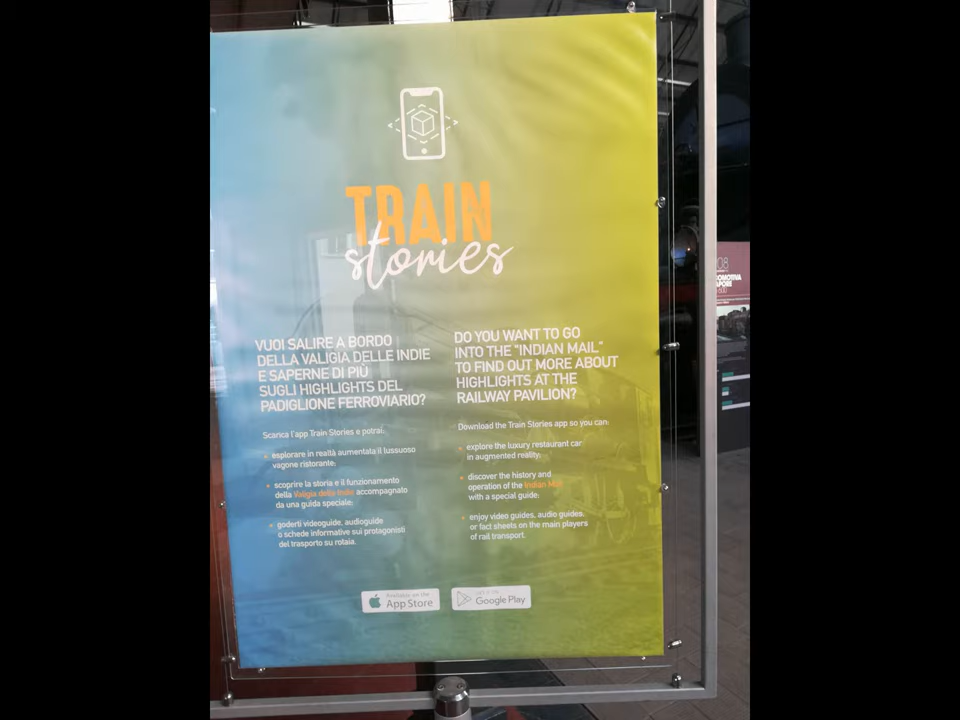 TRAIN
stories
VUOI SALIRE A BORDO
DELLA VALIGIA DELLE INDIE
E SAPERNE DI PIÙ
SUGLI HIGHLIGHTS DEL
PADIGLIONE FERROVIARIO?
Scarica l'app Train Stories e potrai:
• esplorare in realtà aumentata il lussuoso
vagone ristorante;
• scoprire la storia e il funzionamento
della Valigia delle Indie accompagnato
da una guida speciale;
• goderti videoguide, audioguide
o schede informative sui protagonisti
del trasporto su rotaia.
DO YOU WANT TO GO
INTO THE "INDIAN MAIL"
TO FIND OUT MORE ABOUT
HIGHLIGHTS AT THE
RAILWAY PAVILION?
Download the Train Stories app so you can:
• explore the luxury restaurant car
in augmented reality;
• discover the history and
operation of the Indian Mail
with a special guide;
• enjoy video guides, audio guides,
or fact sheets on the main players
of rail transport.
Available on the
App Store
GET IT ON
Google Play